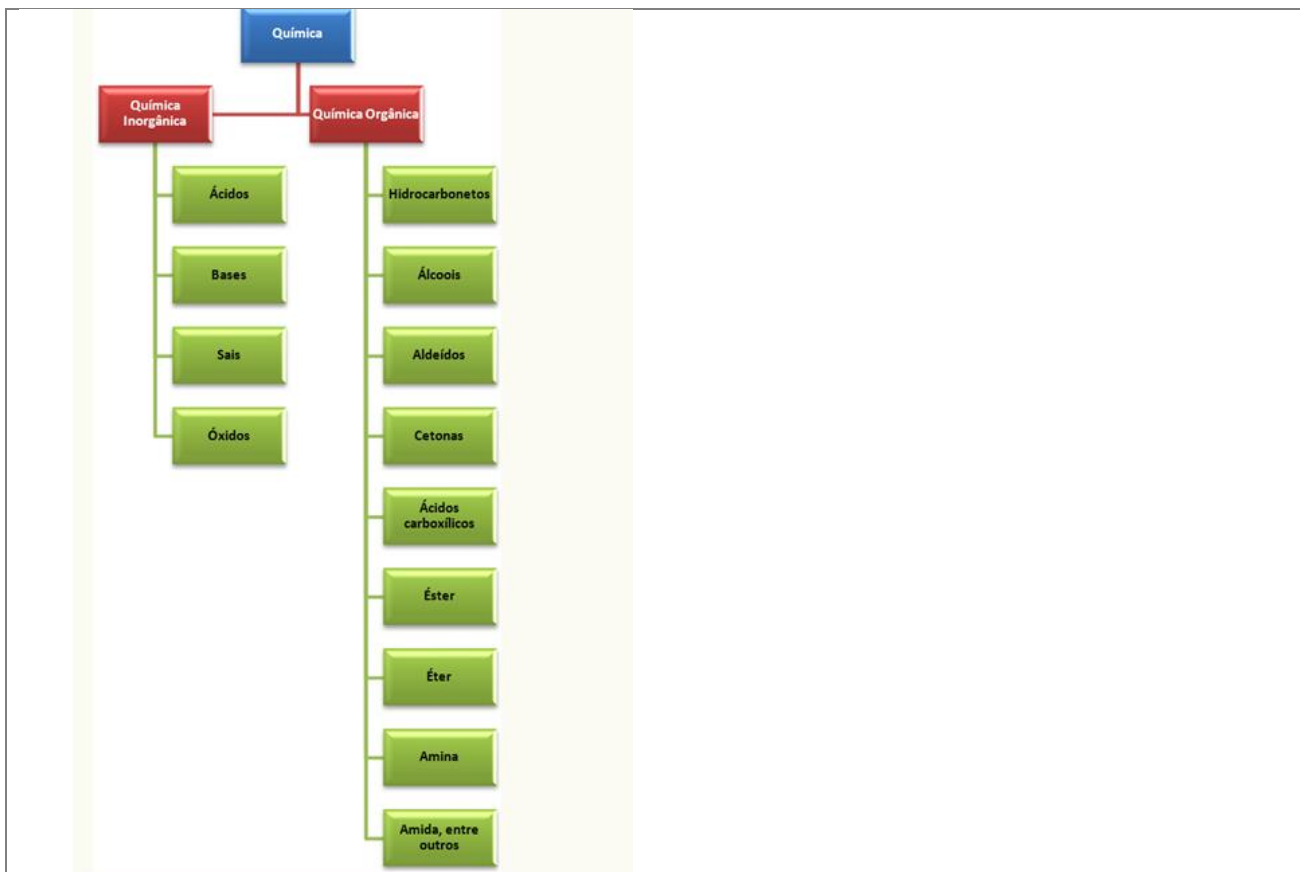 Química
Química
Inorgânica
Química Orgânica
Ácidos
Bases
Sais
Óxidos
Hidrocarbonetos
Álcoois
Aldeídos
Cetonas
Ácidos
carboxílicos
Éster
Éter
Amina
Amida, entre
outros